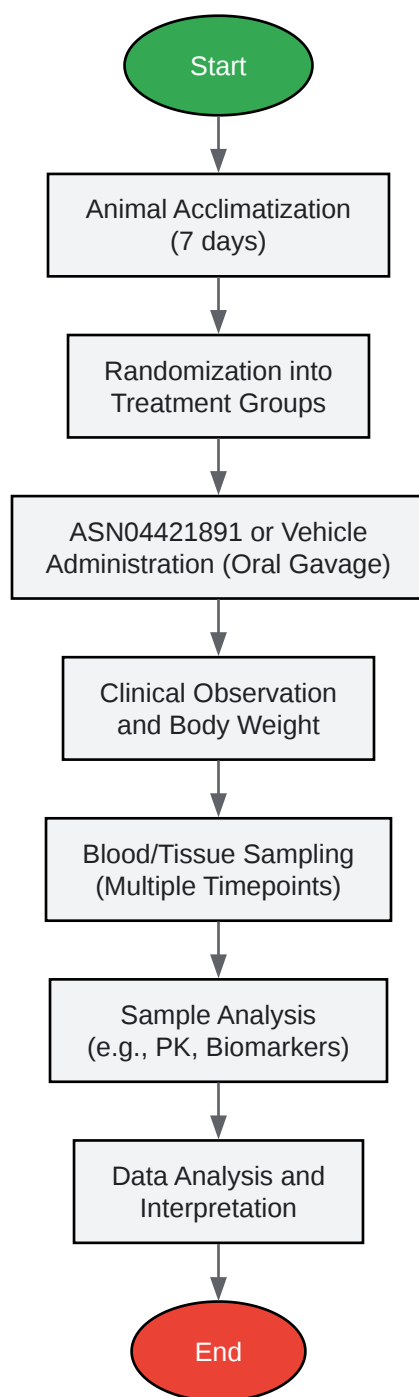 Start
Animal Acclimatization
(7 days)
Randomization into
Treatment Groups
ASN04421891 or Vehicle
Administration (Oral Gavage)
Clinical Observation
and Body Weight
Blood/Tissue Sampling
(Multiple Timepoints)
Sample Analysis
(e.g., PK, Biomarkers)
Data Analysis and
Interpretation
End